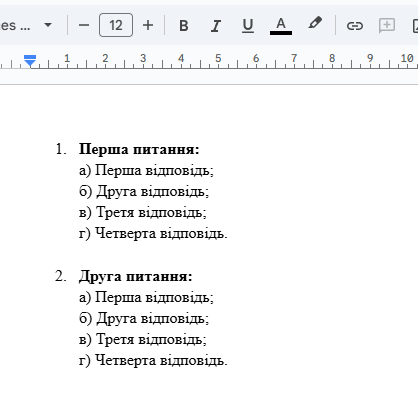 es ... 12 B I U A
1 2 3 4 5 6 7 8 9 10
1. Перша питання:
а) Перша відповідь;
б) Друга відповідь;
в) Третя відповідь;
г) Четверта відповідь.
2. Друга питання:
а) Перша відповідь;
б) Друга відповідь;
в) Третя відповідь;
г) Четверта відповідь.